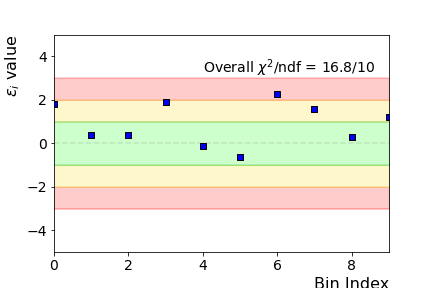 Overall χ²/ndf = 16.8/10
εᵢ value
4
2
0
−2
−4
0 2 4 6 8
Bin Index